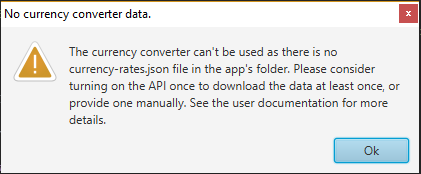 No currency converter data.
The currency converter can't be used as there is no
currency-rates.json file in the app's folder. Please consider
turning on the API once to download the data at least once, or
provide one manually. See the user documentation for more
details.
Ok